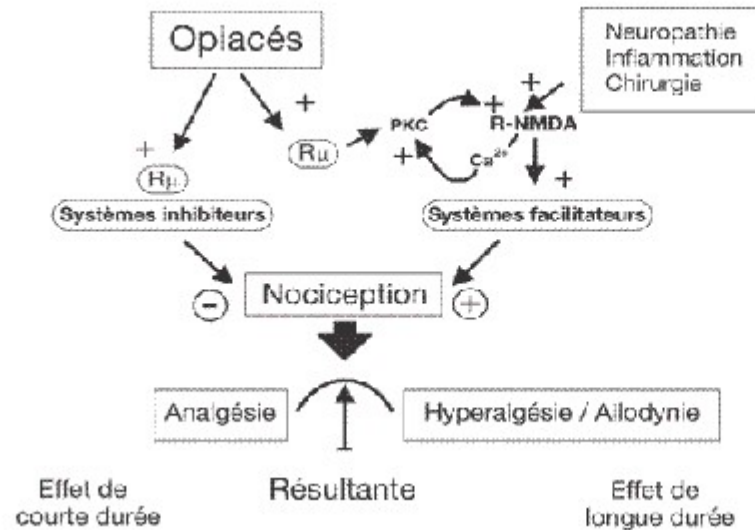 Opiacés
Neuropathie
Inflammation
Chirurgie
+
+
+
PKC
R-NMDA
Rµ
+
Rµ
+
Ca²⁺
+
Systèmes inhibiteurs
Systèmes facilitateurs
−
Nociception
+
Analgésie
Hyperalgésie / Allodynie
Effet de
courte durée
Résultante
Effet de
longue durée